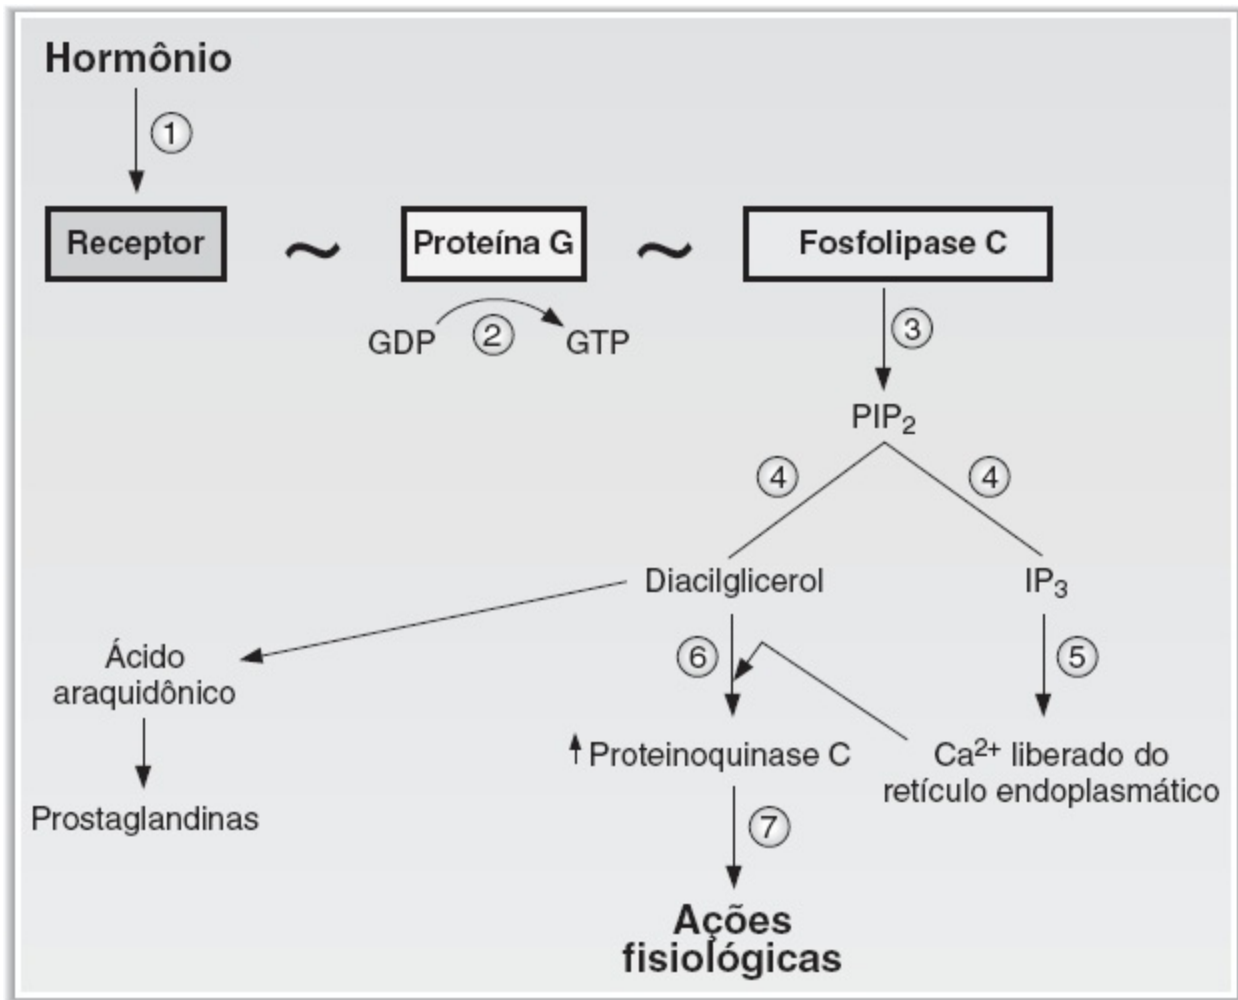 Hormônio
1
Receptor ~ Proteína G ~ Fosfolipase C
GDP 2 GTP
3
PIP₂
4 4
Diacilglicerol IP₃
Ácido
araquidônico
6 5
Proteinoquinase C
Ca²⁺ liberado do
retículo endoplasmático
Prostaglandinas
7
Ações
fisiológicas